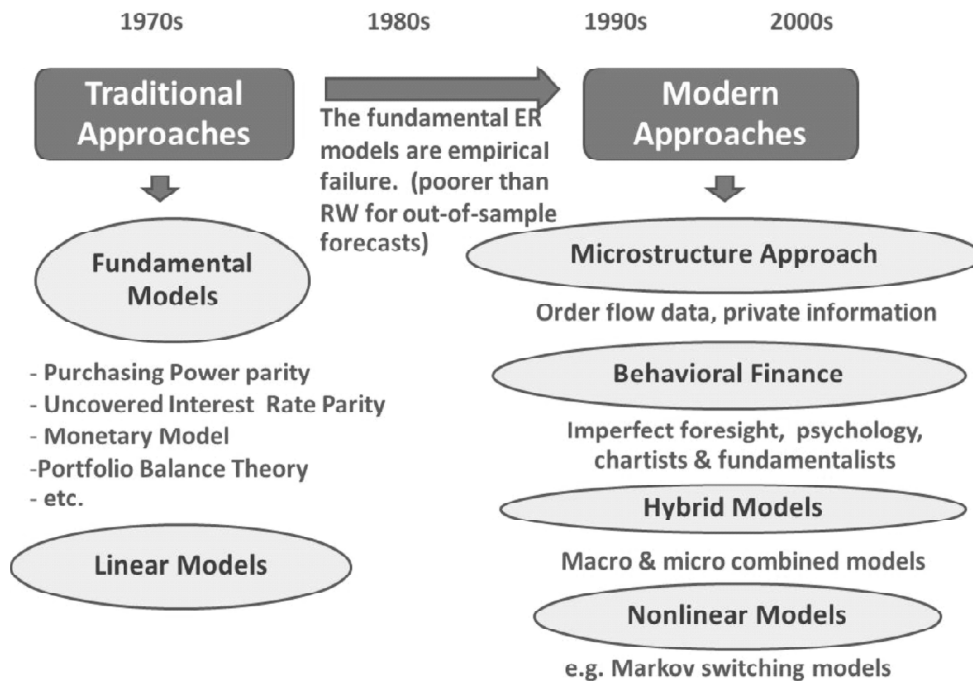 1970s 1980s 1990s 2000s
Traditional
Approaches
The fundamental ER
models are empirical
failure. (poorer than
RW for out-of-sample
forecasts)
Modern
Approaches
Fundamental
Models
- Purchasing Power parity
- Uncovered Interest Rate Parity
- Monetary Model
-Portfolio Balance Theory
- etc.
Linear Models
Microstructure Approach
Order flow data, private information
Behavioral Finance
Imperfect foresight, psychology,
chartists & fundamentalists
Hybrid Models
Macro & micro combined models
Nonlinear Models
e.g. Markov switching models